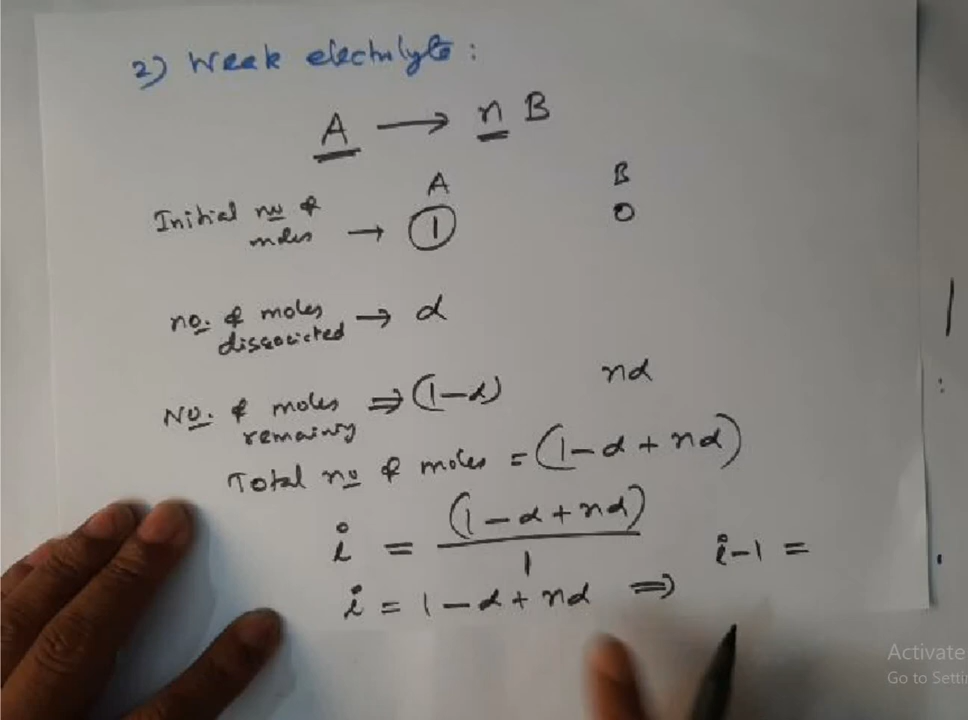 2) Weak electrolyte :
A → n B
A B
Initial no of moles → 1 0
no. of moles dissociated → α
No. of moles remaining ⇒ (1-α) nα
Total no of moles = (1-α + nα)
i = (1-α+nα) / 1
i = 1-α+nα ⇒ i-1 =
Activate
Go to Setti